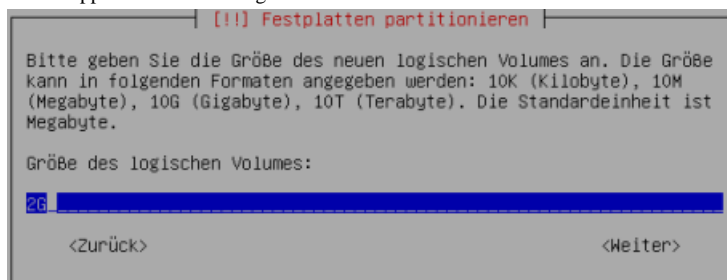 [!!] Festplatten partitionieren
Bitte geben Sie die Größe des neuen logischen Volumes an. Die Größe
kann in folgenden Formaten angegeben werden: 10K (Kilobyte), 10M
(Megabyte), 10G (Gigabyte), 10T (Terabyte). Die Standardeinheit ist
Megabyte.
Größe des logischen Volumes:
2G
<Zurück> <Weiter>